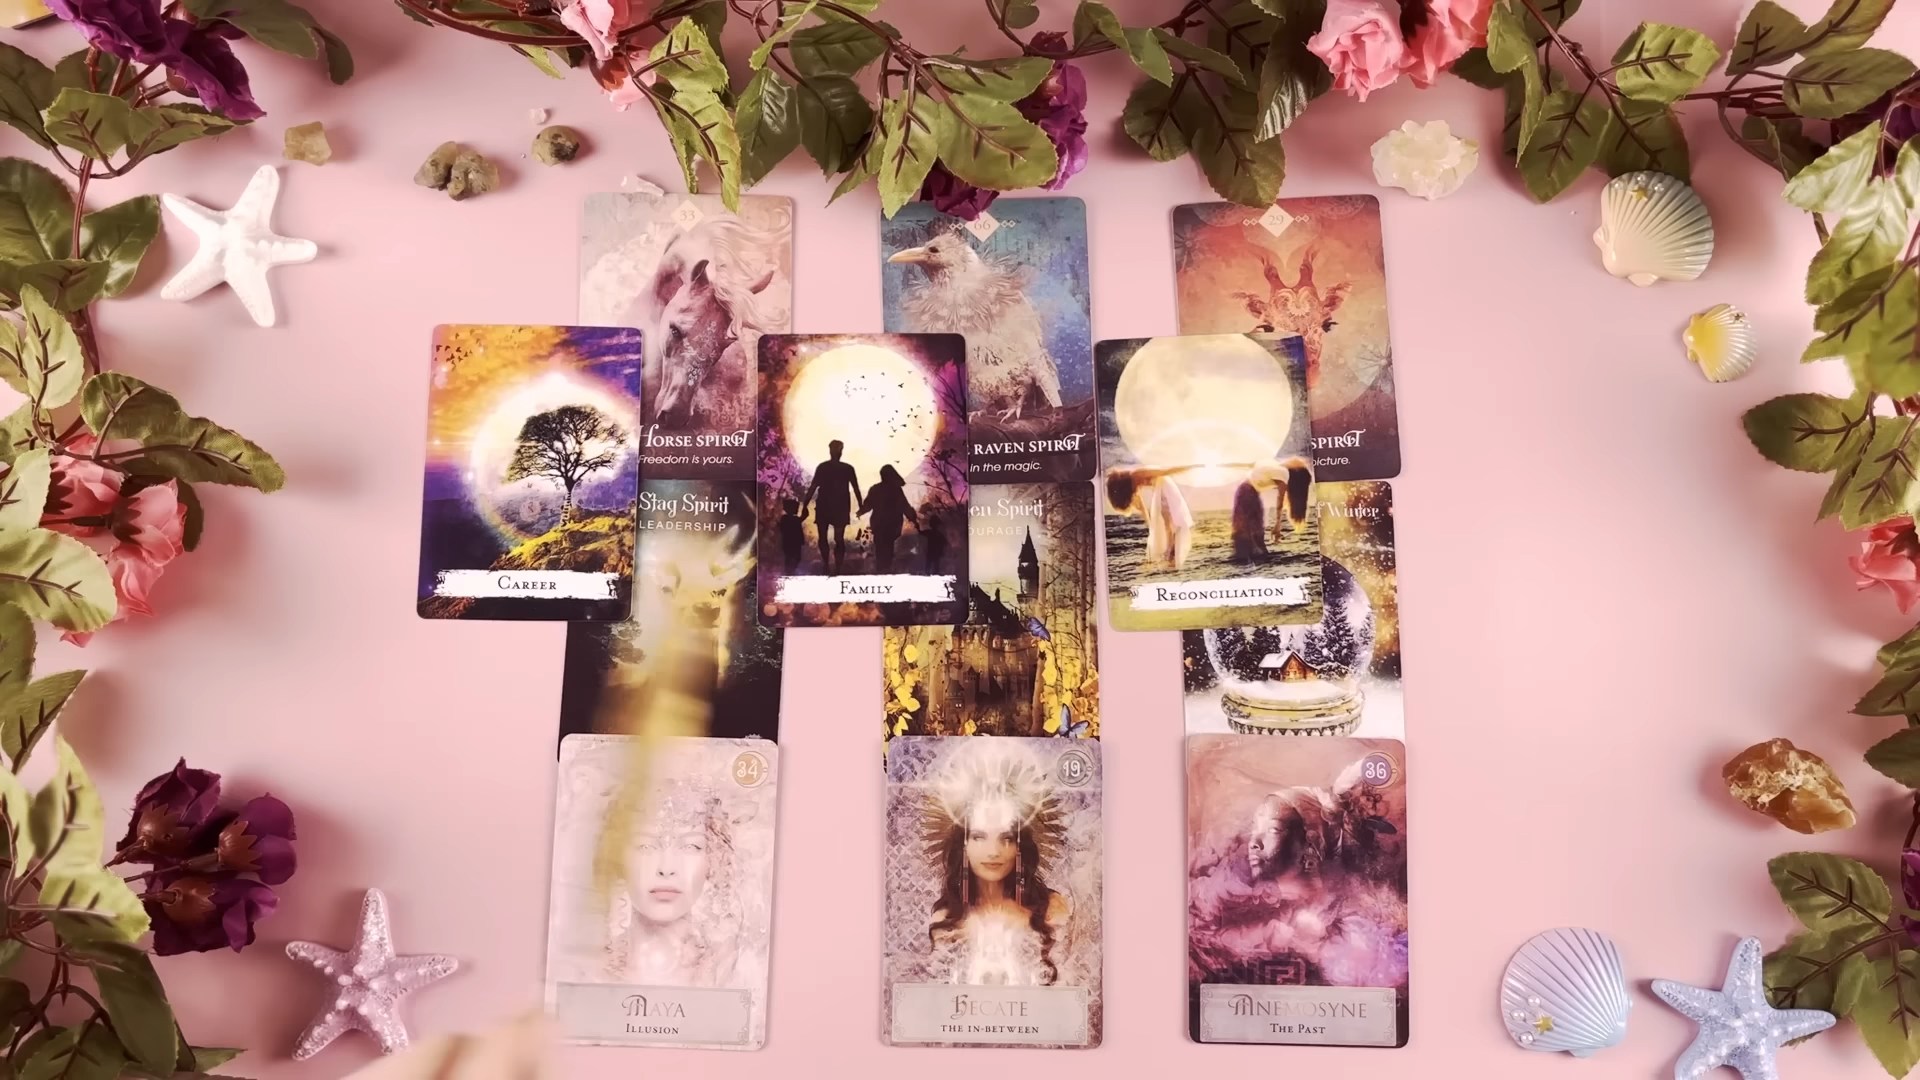 33
66
29
HORSE SPIRIT
Freedom is yours.
RAVEN SPIRIT
in the magic.
SPIRIT
picture.
Stag Spirit
LEADERSHIP
Spirit
of Winter
CAREER
FAMILY
RECONCILIATION
34
19
36
MAYA
ILLUSION
HECATE
THE IN-BETWEEN
MNEMOSYNE
THE PAST